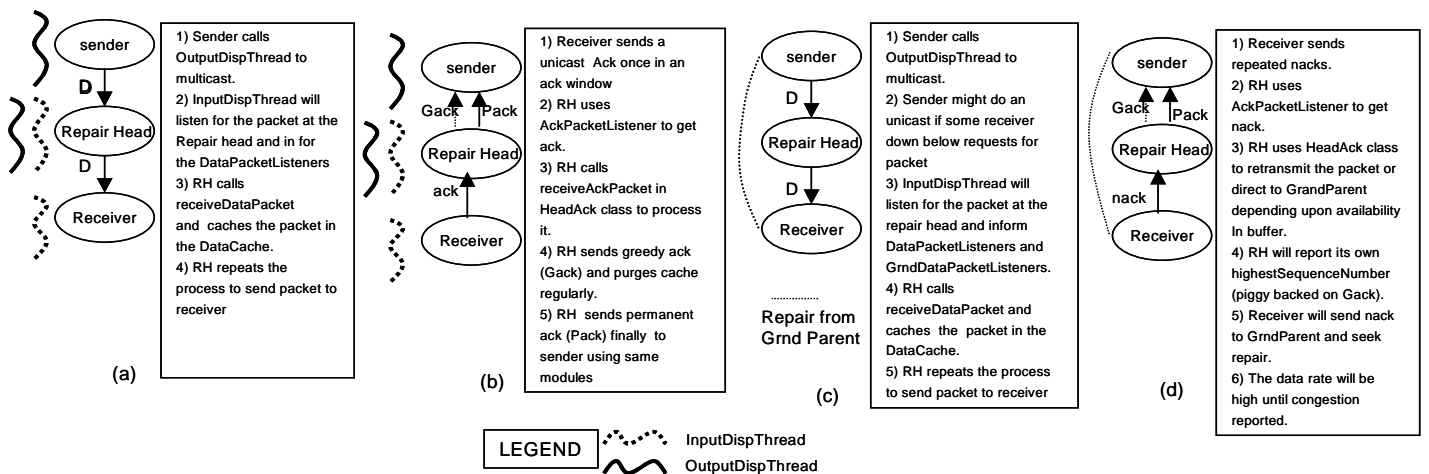 sender
D
Repair Head
D
Receiver
(a)
1) Sender calls
OutputDispThread to
multicast.
2) InputDispThread will
listen for the packet at the
Repair head and in for
the DataPacketListeners
3) RH calls
receiveDataPacket
and caches the packet in
the DataCache.
4) RH repeats the
process to send packet to
receiver
sender
Gack
Pack
Repair Head
ack
Receiver
(b)
1) Receiver sends a
unicast Ack once in an
ack window
2) RH uses
AckPacketListener to get
ack.
3) RH calls
receiveAckPacket in
HeadAck class to process
it.
4) RH sends greedy ack
(Gack) and purges cache
regularly.
5) RH sends permanent
ack (Pack) finally to
sender using same
modules
sender
D
Repair Head
D
Receiver
Repair from
Grnd Parent
(c)
1) Sender calls
OutputDispThread to
multicast.
2) Sender might do an
unicast if some receiver
down below requests for
packet
3) InputDispThread will
listen for the packet at the
repair head and inform
DataPacketListeners and
GrndDataPacketListeners.
4) RH calls
receiveDataPacket and
caches the packet in the
DataCache.
5) RH repeats the process
to send packet to receiver
sender
Gack
Pack
Repair Head
nack
Receiver
(d)
1) Receiver sends
repeated nacks.
2) RH uses
AckPacketListener to get
nack.
3) RH uses HeadAck class
to retransmit the packet or
direct to GrandParent
depending upon availability
In buffer.
4) RH will report its own
highestSequenceNumber
(piggy backed on Gack).
5) Receiver will send nack
to GrndParent and seek
repair.
6) The data rate will be
high until congestion
reported.
LEGEND
InputDispThread
OutputDispThread